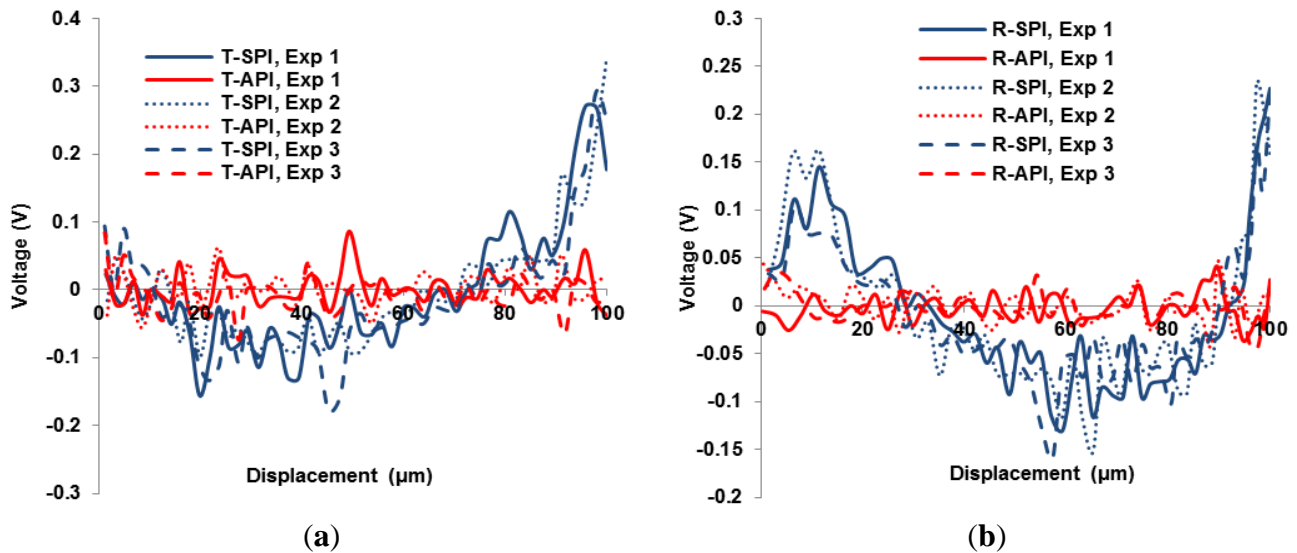 0.4
0.3
0.2
0.1
0
-0.1
-0.2
-0.3
Voltage (V)
0
20
40
60
80
100
Displacement (µm)
T-SPI, Exp 1
T-API, Exp 1
T-SPI, Exp 2
T-API, Exp 2
T-SPI, Exp 3
T-API, Exp 3
(a)
0.3
0.25
0.2
0.15
0.1
0.05
0
-0.05
-0.1
-0.15
-0.2
Voltage (V)
0
20
40
60
80
100
Displacement (µm)
R-SPI, Exp 1
R-API, Exp 1
R-SPI, Exp 2
R-API, Exp 2
R-SPI, Exp 3
R-API, Exp 3
(b)